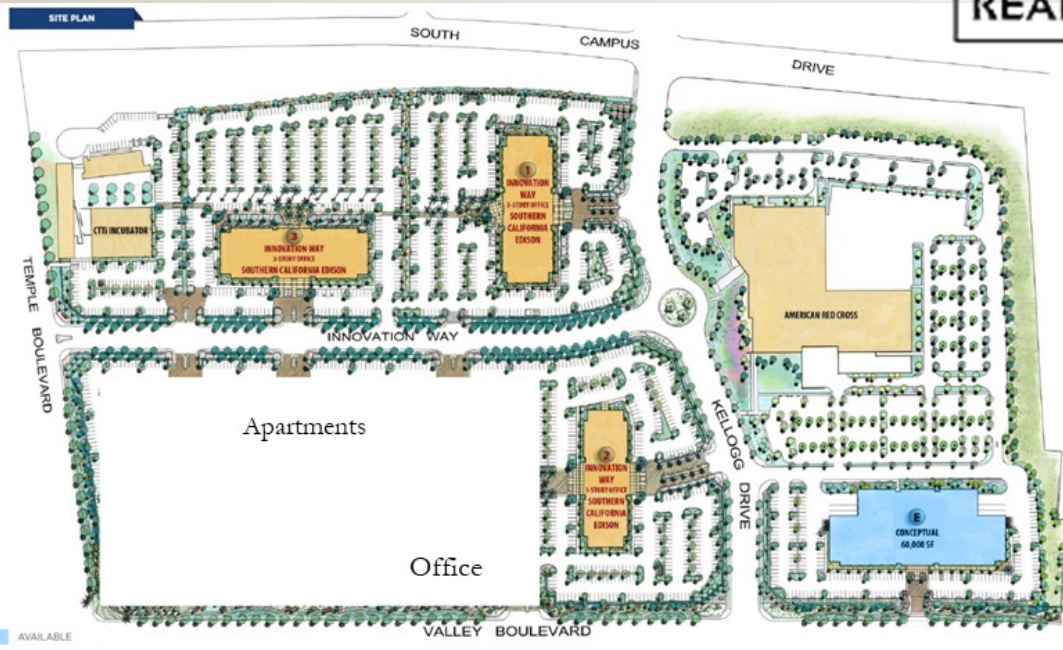 SITE PLAN
SOUTH CAMPUS DRIVE
1
INNOVATION
WAY
3-STORY OFFICE
SOUTHERN
CALIFORNIA
EDISON
CTTi INCUBATOR
3
INNOVATION WAY
3-STORY OFFICE
SOUTHERN CALIFORNIA EDISON
AMERICAN RED CROSS
TEMPLE BOULEVARD
INNOVATION WAY
KELLOGG DRIVE
Apartments
2
INNOVATION
WAY
3-STORY OFFICE
SOUTHERN
CALIFORNIA
EDISON
E
CONCEPTUAL
60,000 SF
Office
VALLEY BOULEVARD
AVAILABLE